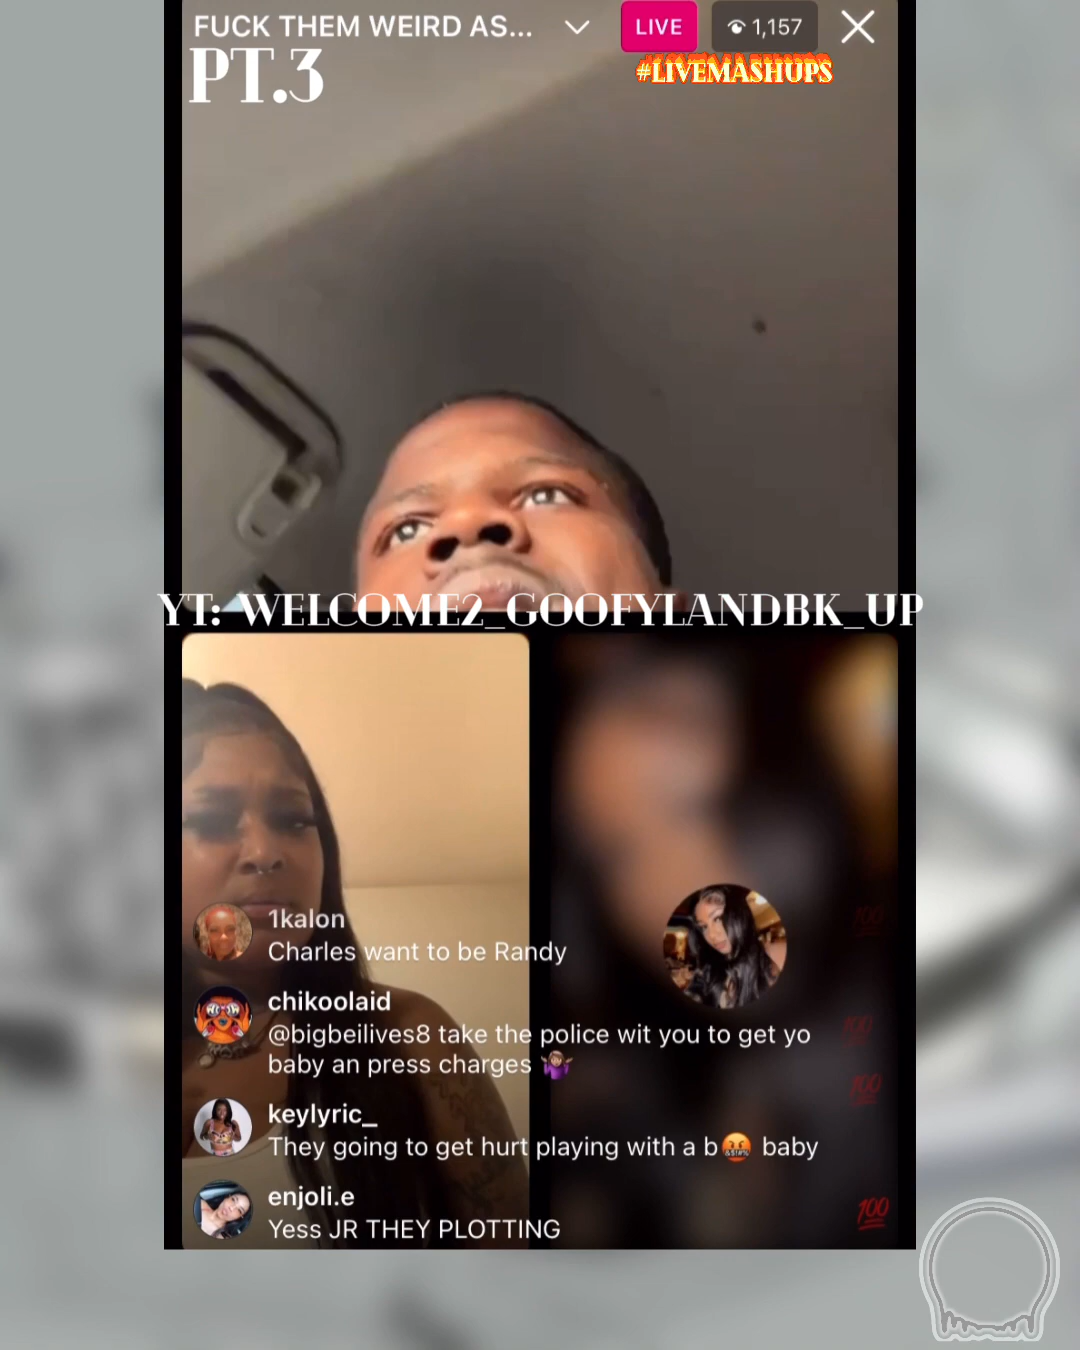 FUCK THEM WEIRD AS...
LIVE
1,157
PT.3
#LIVEMASHUPS
YT: WELCOME2_GOOFYLANDBK_UP
1kalon
Charles want to be Randy
chikoolaid
@bigbeilives8 take the police wit you to get yo
baby an press charges 🤷🏽‍♀️
keylyric_
They going to get hurt playing with a b🤬 baby
enjoli.e
Yess JR THEY PLOTTING
💯
💯
💯
💯